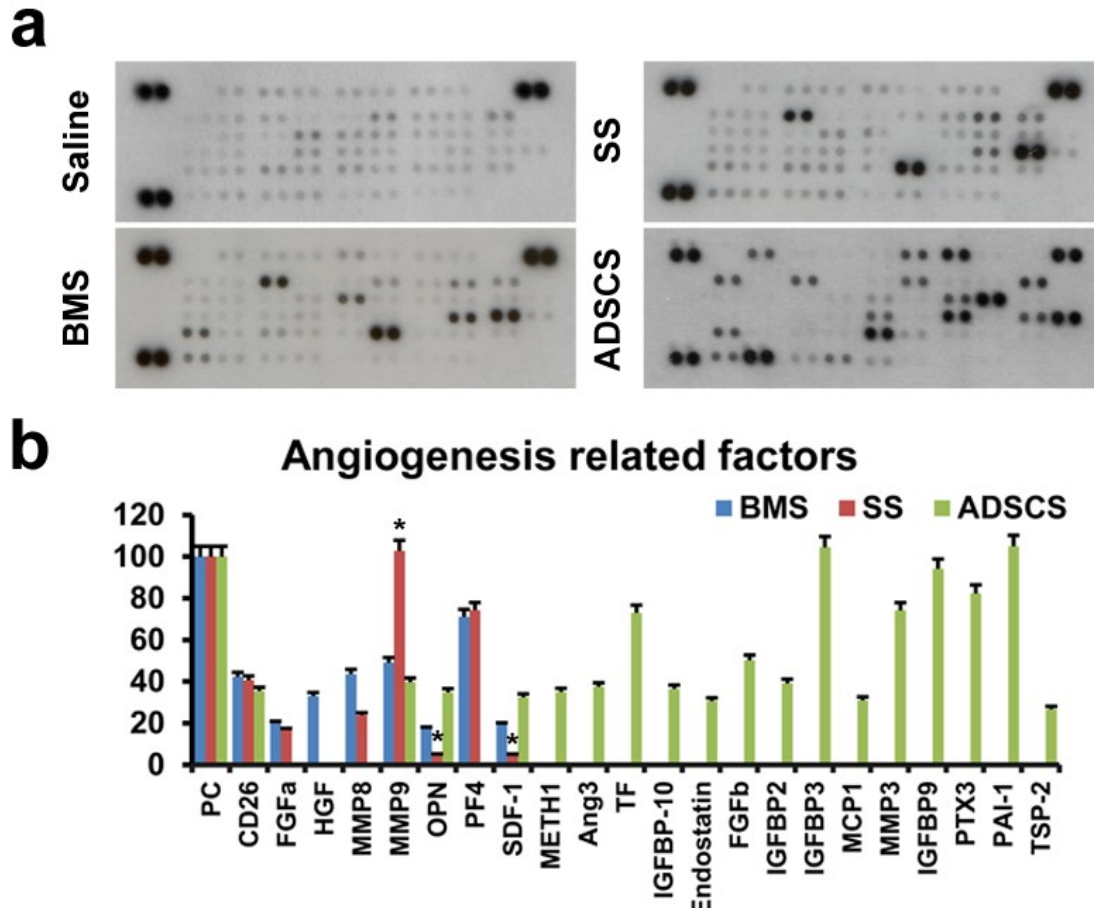 a
Saline
SS
BMS
ADSCS
b
Angiogenesis related factors
BMS SS ADSCS
120
100
80
60
40
20
0
*
*
*
PC
CD26
FGFa
HGF
MMP8
MMP9
OPN
PF4
SDF-1
METH1
Ang3
TF
IGFBP-10
Endostatin
FGFb
IGFBP2
IGFBP3
MCP1
MMP3
IGFBP9
PTX3
PAI-1
TSP-2